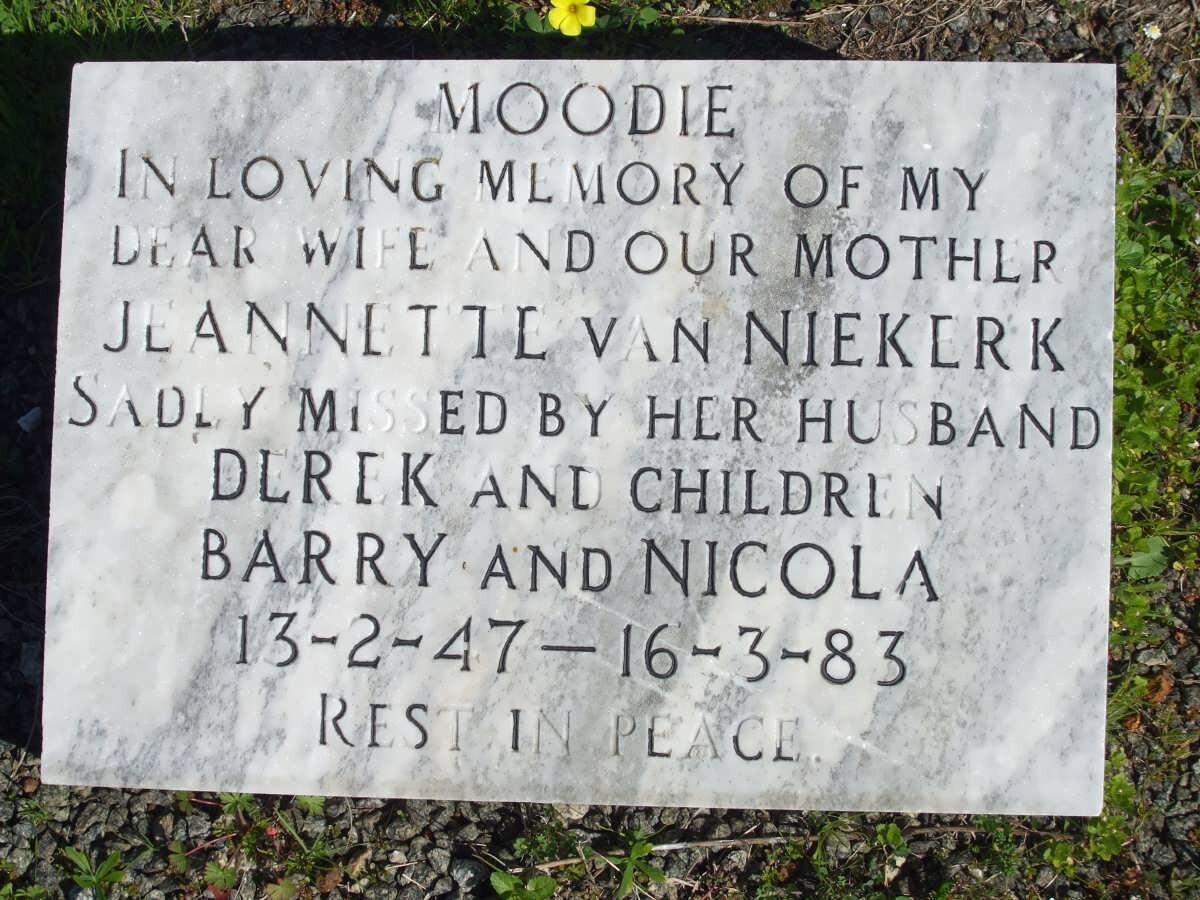 MOODIE
IN LOVING MEMORY OF MY
DEAR WIFE AND OUR MOTHER
JEANNETTE VAN NIEKERK
SADLY MISSED BY HER HUSBAND
DEREK AND CHILDREN
BARRY AND NICOLA
13-2-47 — 16-3-83
REST IN PEACE.